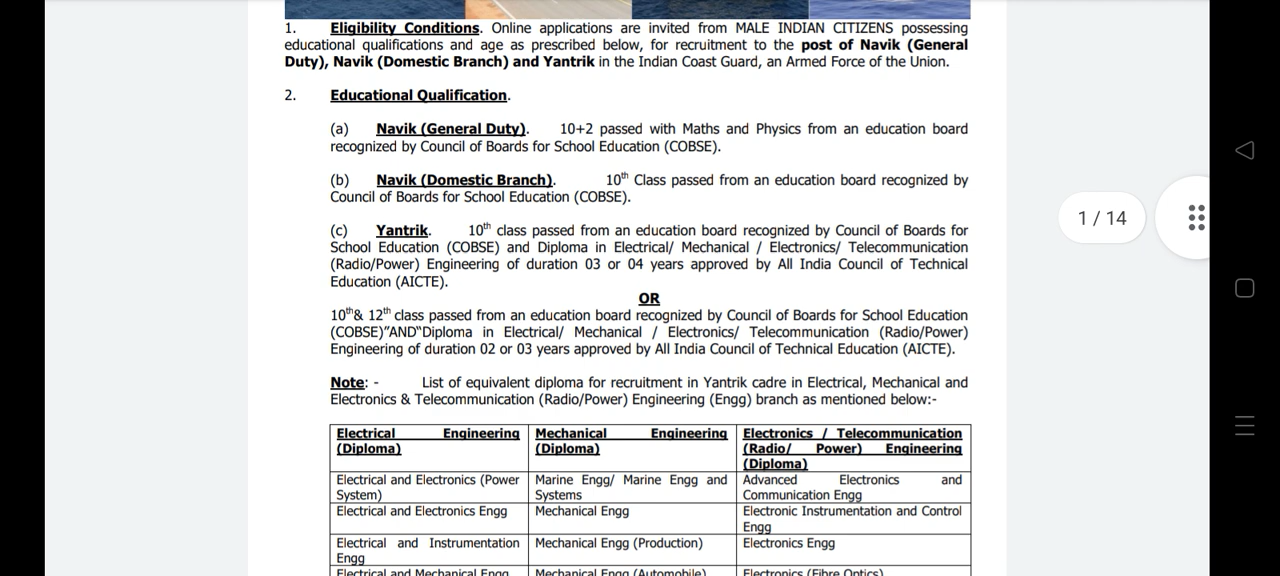 1. Eligibility Conditions. Online applications are invited from MALE INDIAN CITIZENS possessing
educational qualifications and age as prescribed below, for recruitment to the post of Navik (General
Duty), Navik (Domestic Branch) and Yantrik in the Indian Coast Guard, an Armed Force of the Union.
2. Educational Qualification.
(a) Navik (General Duty). 10+2 passed with Maths and Physics from an education board
recognized by Council of Boards for School Education (COBSE).
(b) Navik (Domestic Branch). 10th Class passed from an education board recognized by
Council of Boards for School Education (COBSE).
(c) Yantrik. 10th class passed from an education board recognized by Council of Boards for
School Education (COBSE) and Diploma in Electrical/ Mechanical / Electronics/ Telecommunication
(Radio/Power) Engineering of duration 03 or 04 years approved by All India Council of Technical
Education (AICTE).
OR
10th& 12th class passed from an education board recognized by Council of Boards for School Education
(COBSE)"AND"Diploma in Electrical/ Mechanical / Electronics/ Telecommunication (Radio/Power)
Engineering of duration 02 or 03 years approved by All India Council of Technical Education (AICTE).
Note: - List of equivalent diploma for recruitment in Yantrik cadre in Electrical, Mechanical and
Electronics & Telecommunication (Radio/Power) Engineering (Engg) branch as mentioned below:-
Electrical Engineering
(Diploma)
Mechanical Engineering
(Diploma)
Electronics / Telecommunication
(Radio/ Power) Engineering
(Diploma)
Electrical and Electronics (Power
System)
Marine Engg/ Marine Engg and
Systems
Advanced Electronics and
Communication Engg
Electrical and Electronics Engg
Mechanical Engg
Electronic Instrumentation and Control
Engg
Electrical and Instrumentation
Engg
Mechanical Engg (Production)
Electronics Engg
Electrical and Mechanical Engg
Mechanical Engg (Automobile)
Electronics (Fibre Optics)
1 / 14